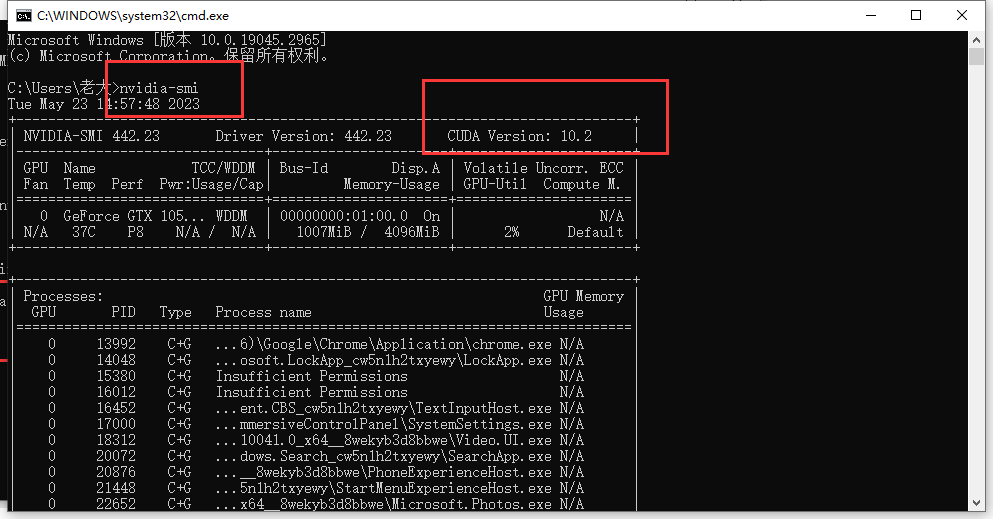 C:\WINDOWS\system32\cmd.exe
Microsoft Windows [版本 10.0.19045.2965]
(c) Microsoft Corporation。保留所有权利。
C:\Users\老大>nvidia-smi
Tue May 23 14:57:48 2023
NVIDIA-SMI 442.23 Driver Version: 442.23 CUDA Version: 10.2
GPU Name TCC/WDDM Bus-Id Disp.A Volatile Uncorr. ECC
Fan Temp Perf Pwr:Usage/Cap Memory-Usage GPU-Util Compute M.
0 GeForce GTX 105... WDDM 00000000:01:00.0 On N/A
N/A 37C P8 N/A / N/A 1007MiB / 4096MiB 2% Default
Processes: GPU Memory
GPU PID Type Process name Usage
0 13992 C+G ...6)\Google\Chrome\Application\chrome.exe N/A
0 14048 C+G ...osoft.LockApp_cw5n1h2txyewy\LockApp.exe N/A
0 15380 C+G Insufficient Permissions N/A
0 16012 C+G Insufficient Permissions N/A
0 16452 C+G ...ent.CBS_cw5n1h2txyewy\TextInputHost.exe N/A
0 17000 C+G ...mmersiveControlPanel\SystemSettings.exe N/A
0 18312 C+G ...10041.0_x64__8wekyb3d8bbwe\Video.UI.exe N/A
0 20072 C+G ...dows.Search_cw5n1h2txyewy\SearchApp.exe N/A
0 20876 C+G ...__8wekyb3d8bbwe\PhoneExperienceHost.exe N/A
0 21448 C+G ...5n1h2txyewy\StartMenuExperienceHost.exe N/A
0 22652 C+G ...x64__8wekyb3d8bbwe\Microsoft.Photos.exe N/A